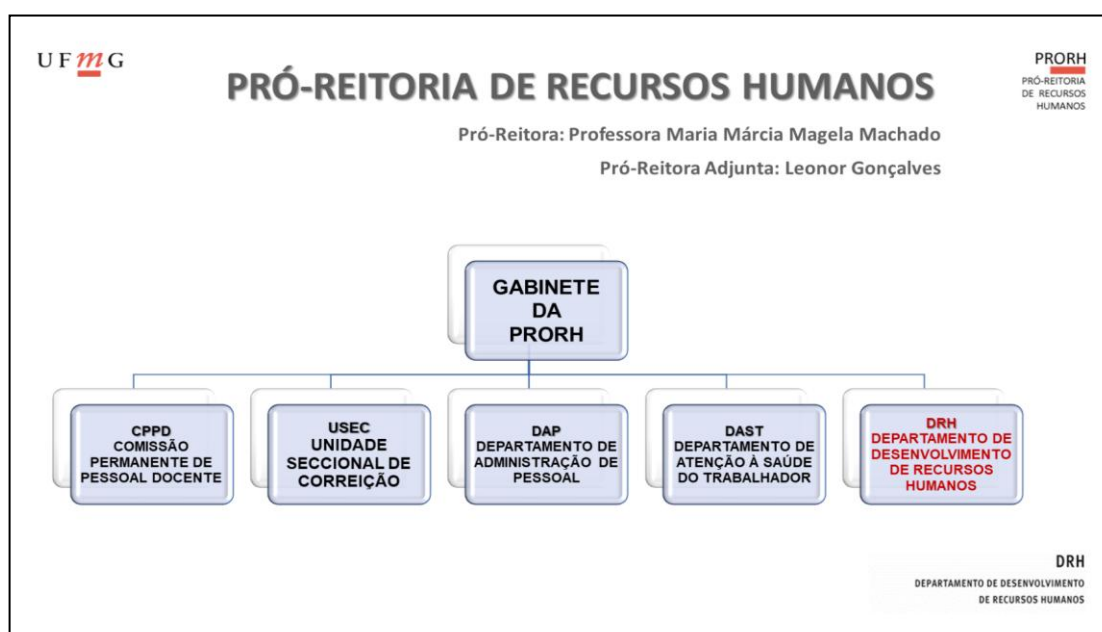 UFmG
PRORH
PRÓ-REITORIA
DE RECURSOS
HUMANOS
PRÓ-REITORIA DE RECURSOS HUMANOS
Pró-Reitora: Professora Maria Márcia Magela Machado
Pró-Reitora Adjunta: Leonor Gonçalves
GABINETE
DA
PRORH
CPPD
COMISSÃO
PERMANENTE DE
PESSOAL DOCENTE
USEC
UNIDADE
SECCIONAL DE
CORREIÇÃO
DAP
DEPARTAMENTO DE
ADMINISTRAÇÃO DE
PESSOAL
DAST
DEPARTAMENTO DE
ATENÇÃO À SAÚDE
DO TRABALHADOR
DRH
DEPARTAMENTO DE
DESENVOLVIMENTO
DE RECURSOS
HUMANOS
DRH
DEPARTAMENTO DE DESENVOLVIMENTO
DE RECURSOS HUMANOS